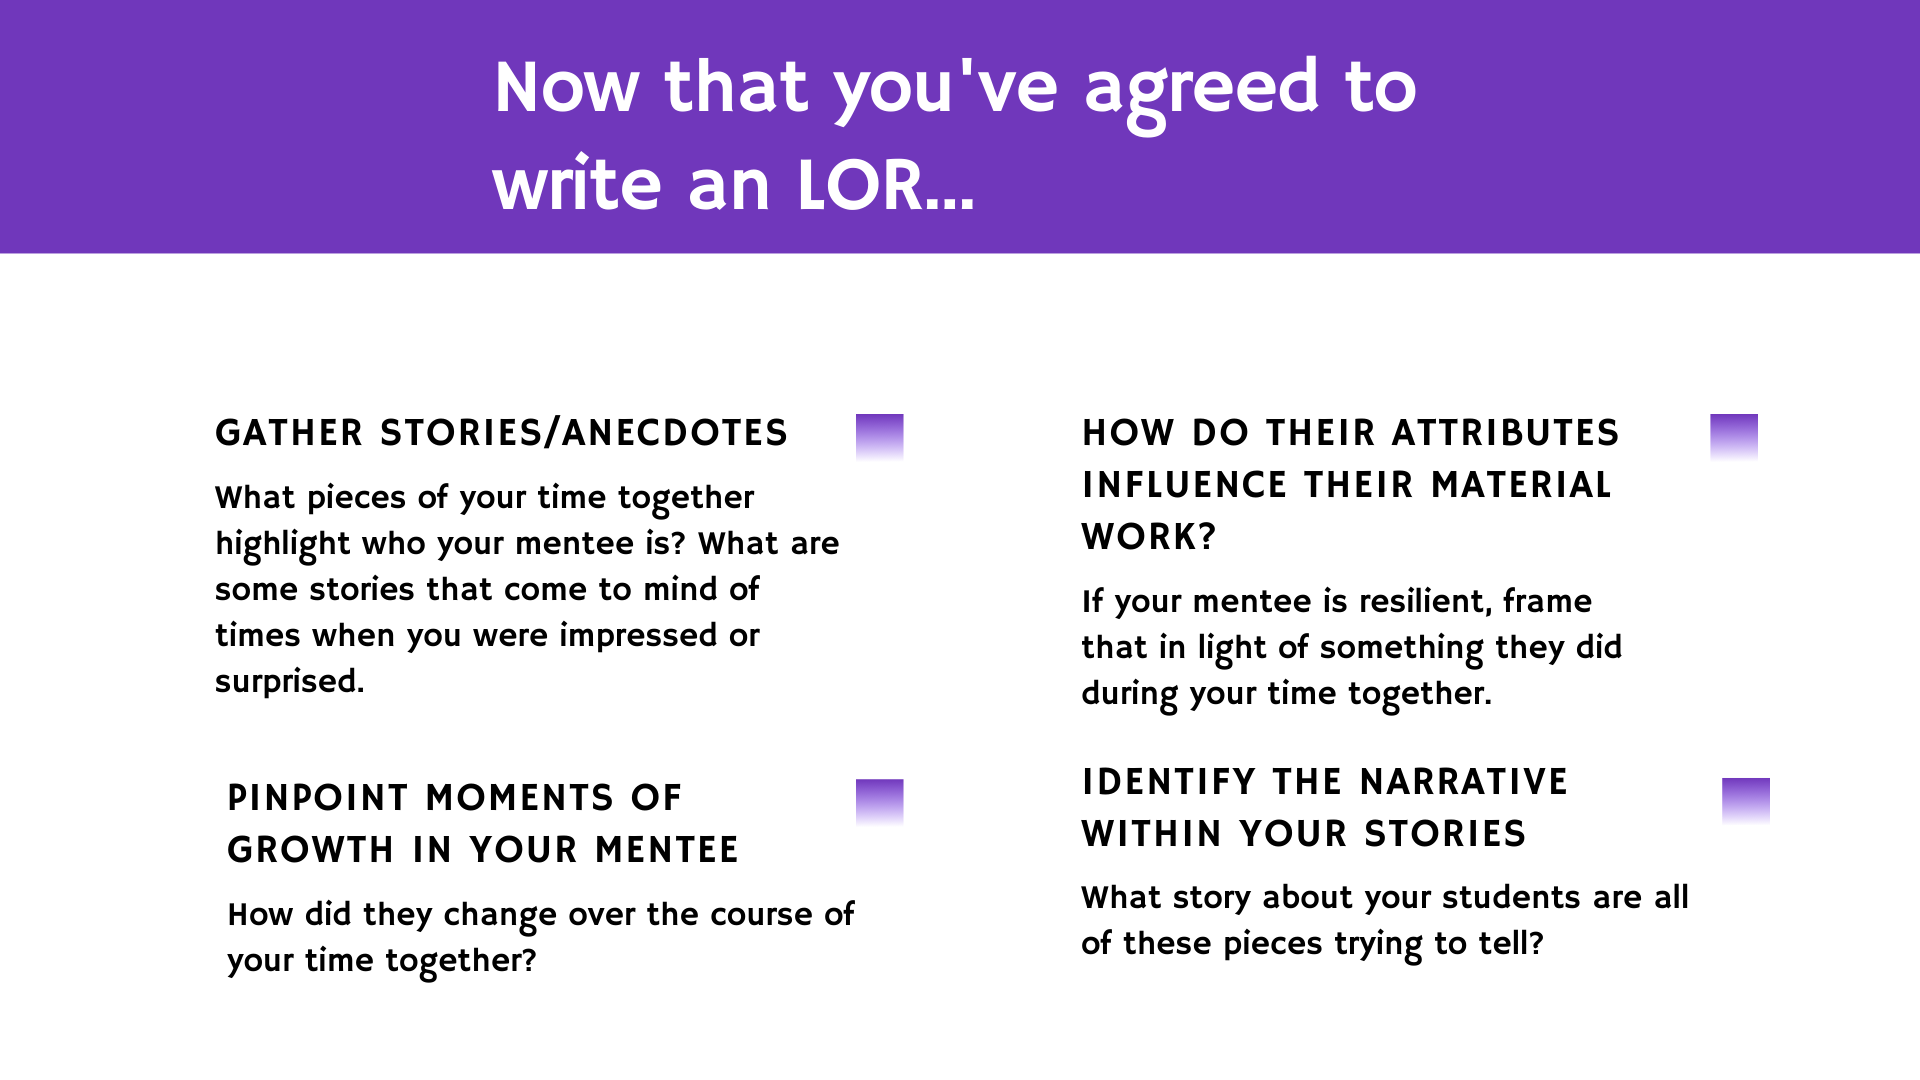 Now that you've agreed to
write an LOR...
GATHER STORIES/ANECDOTES
What pieces of your time together
highlight who your mentee is? What are
some stories that come to mind of
times when you were impressed or
surprised.
PINPOINT MOMENTS OF
GROWTH IN YOUR MENTEE
How did they change over the course of
your time together?
HOW DO THEIR ATTRIBUTES
INFLUENCE THEIR MATERIAL
WORK?
If your mentee is resilient, frame
that in light of something they did
during your time together.
IDENTIFY THE NARRATIVE
WITHIN YOUR STORIES
What story about your students are all
of these pieces trying to tell?